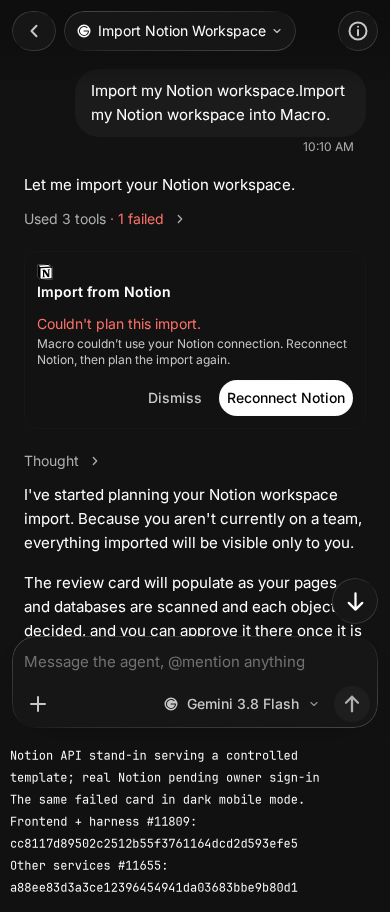 Import Notion Workspace
Import my Notion workspace.Import
my Notion workspace into Macro.
10:10 AM
Let me import your Notion workspace.
Used 3 tools · 1 failed
Import from Notion
Couldn't plan this import.
Macro couldn't use your Notion connection. Reconnect
Notion, then plan the import again.
Dismiss
Reconnect Notion
Thought
I've started planning your Notion workspace
import. Because you aren't currently on a team,
everything imported will be visible only to you.
The review card will populate as your pages
and databases are scanned and each object
decided, and you can approve it there once it is
Message the agent, @mention anything
Gemini 3.8 Flash
Notion API stand-in serving a controlled
template; real Notion pending owner sign-in
The same failed card in dark mobile mode.
Frontend + harness #11809:
cc8117d89502c2512b55f3761164dcd2d593efe5
Other services #11655:
a88ee83d3a3ce12396454941da03683bbe9b80d1